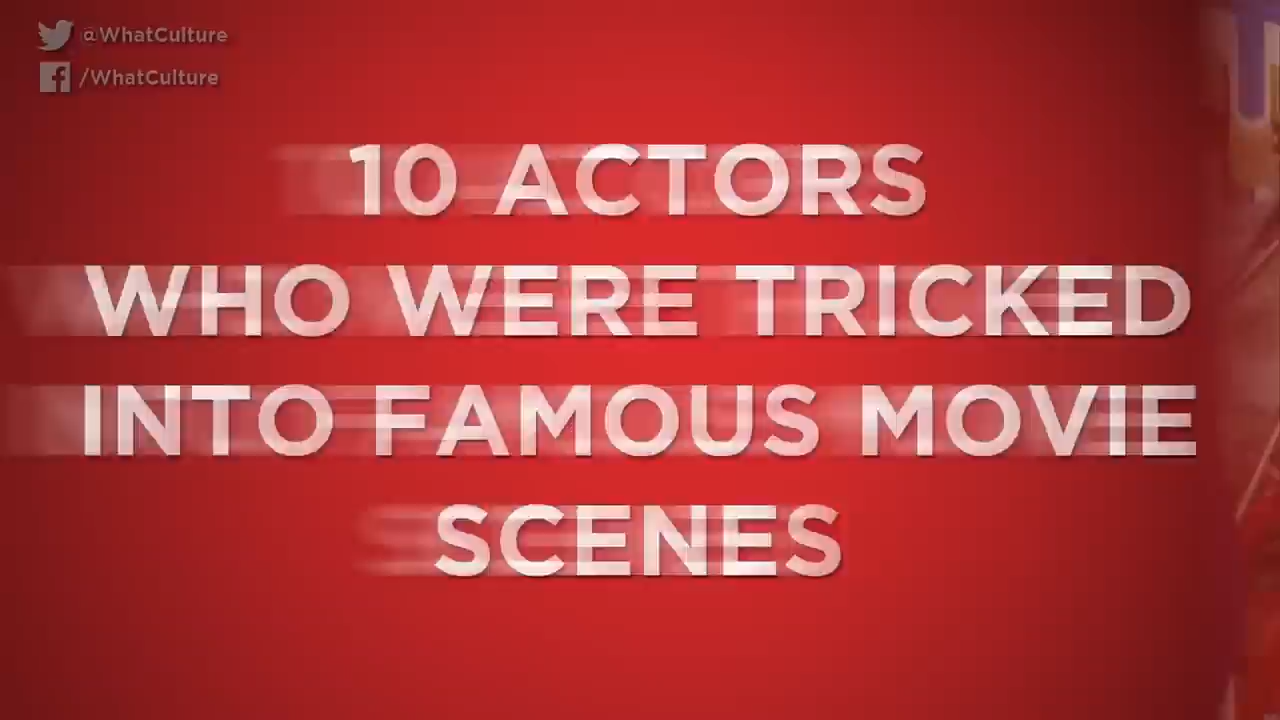 @WhatCulture
/WhatCulture
10 ACTORS
WHO WERE TRICKED
INTO FAMOUS MOVIE
SCENES